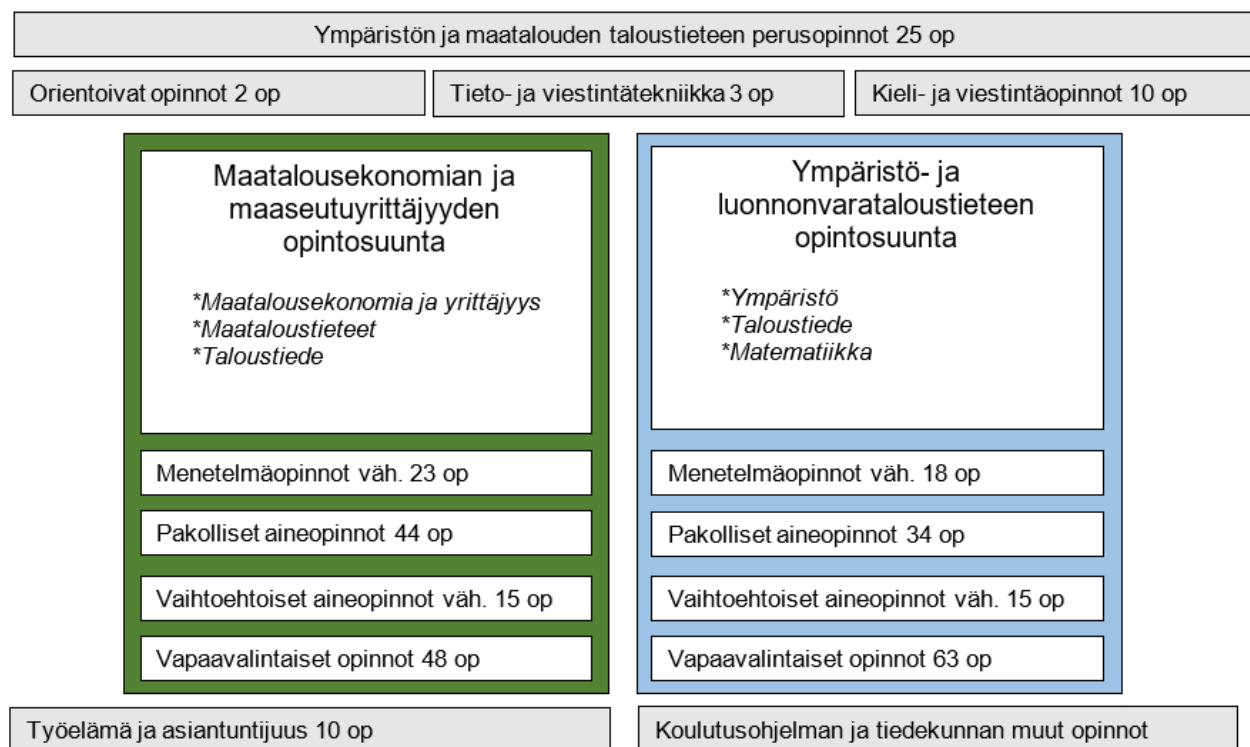 Ympäristön ja maatalouden taloustieteen perusopinnot 25 op
Orientoivat opinnot 2 op
Tieto- ja viestintätekniikka 3 op
Kieli- ja viestintäopinnot 10 op
Maatalousekonomian ja
maaseutuyrittäjyyden
opintosuunta
*Maatalousekonomia ja yrittäjyys
*Maataloustieteet
*Taloustiede
Menetelmäopinnot väh. 23 op
Pakolliset aineopinnot 44 op
Vaihtoehtoiset aineopinnot väh. 15 op
Vapaavalintaiset opinnot 48 op
Ympäristö- ja
luonnonvarataloustieteen
opintosuunta
*Ympäristö
*Taloustiede
*Matematiikka
Menetelmäopinnot väh. 18 op
Pakolliset aineopinnot 34 op
Vaihtoehtoiset aineopinnot väh. 15 op
Vapaavalintaiset opinnot 63 op
Työelämä ja asiantuntijuus 10 op
Koulutusohjelman ja tiedekunnan muut opinnot